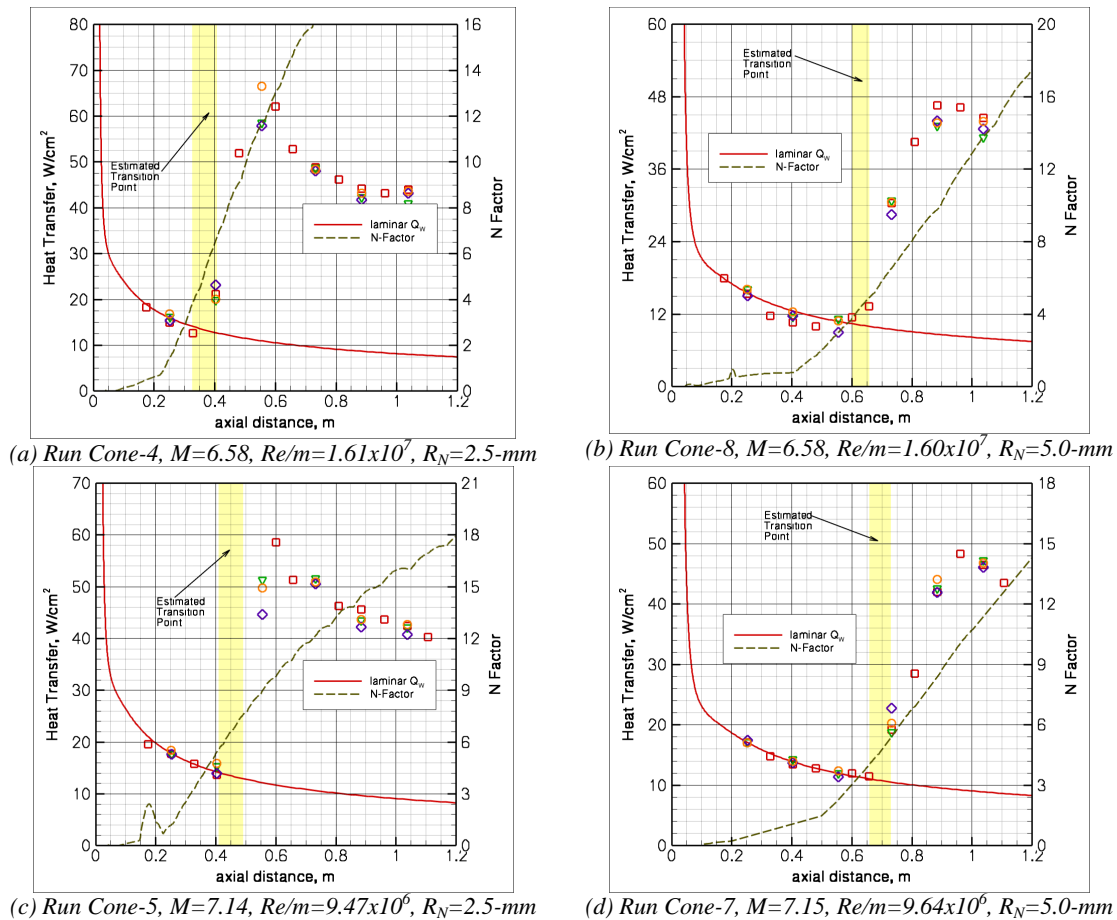 80
70
60
50
40
30
20
10
0
Heat Transfer, W/cm²
16
14
12
10
8
6
4
2
0
N Factor
Estimated
Transition
Point
laminar Qw
N-Factor
0 0.2 0.4 0.6 0.8 1 1.2
axial distance, m
(a) Run Cone-4, M=6.58, Re/m=1.61x10⁷, R_N=2.5-mm
60
48
36
24
12
0
Heat Transfer, W/cm²
20
16
12
8
4
0
N Factor
Estimated
Transition
Point
laminar Qw
N-Factor
0 0.2 0.4 0.6 0.8 1 1.2
axial distance, m
(b) Run Cone-8, M=6.58, Re/m=1.60x10⁷, R_N=5.0-mm
70
60
50
40
30
20
10
0
Heat Transfer, W/cm²
21
18
15
12
9
6
3
0
N Factor
Estimated
Transition
Point
laminar Qw
N-Factor
0 0.2 0.4 0.6 0.8 1 1.2
axial distance, m
(c) Run Cone-5, M=7.14, Re/m=9.47x10⁶, R_N=2.5-mm
60
50
40
30
20
10
0
Heat Transfer, W/cm²
18
15
12
9
6
3
0
N Factor
Estimated
Transition
Point
laminar Qw
N-Factor
0 0.2 0.4 0.6 0.8 1 1.2
axial distance, m
(d) Run Cone-7, M=7.15, Re/m=9.64x10⁶, R_N=5.0-mm